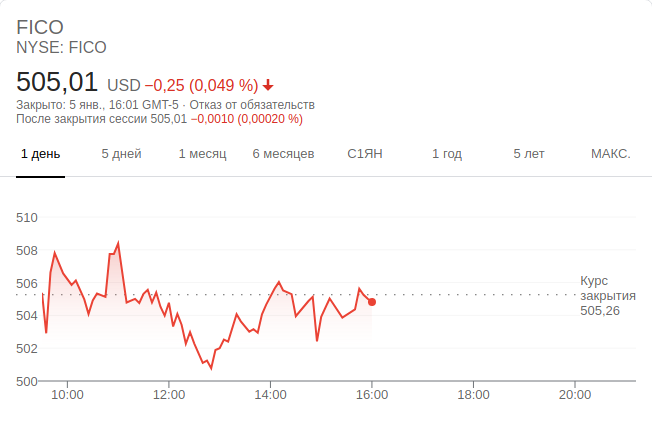 FICO
NYSE: FICO
505,01 USD −0,25 (0,049 %)
Закрыто: 5 янв., 16:01 GMT-5 · Отказ от обязательств
После закрытия сессии 505,01 −0,0010 (0,00020 %)
1 день 5 дней 1 месяц 6 месяцев С1ЯН 1 год 5 лет МАКС.
510
508
506
504
502
500
Курс
закрытия
505,26
10:00 12:00 14:00 16:00 18:00 20:00